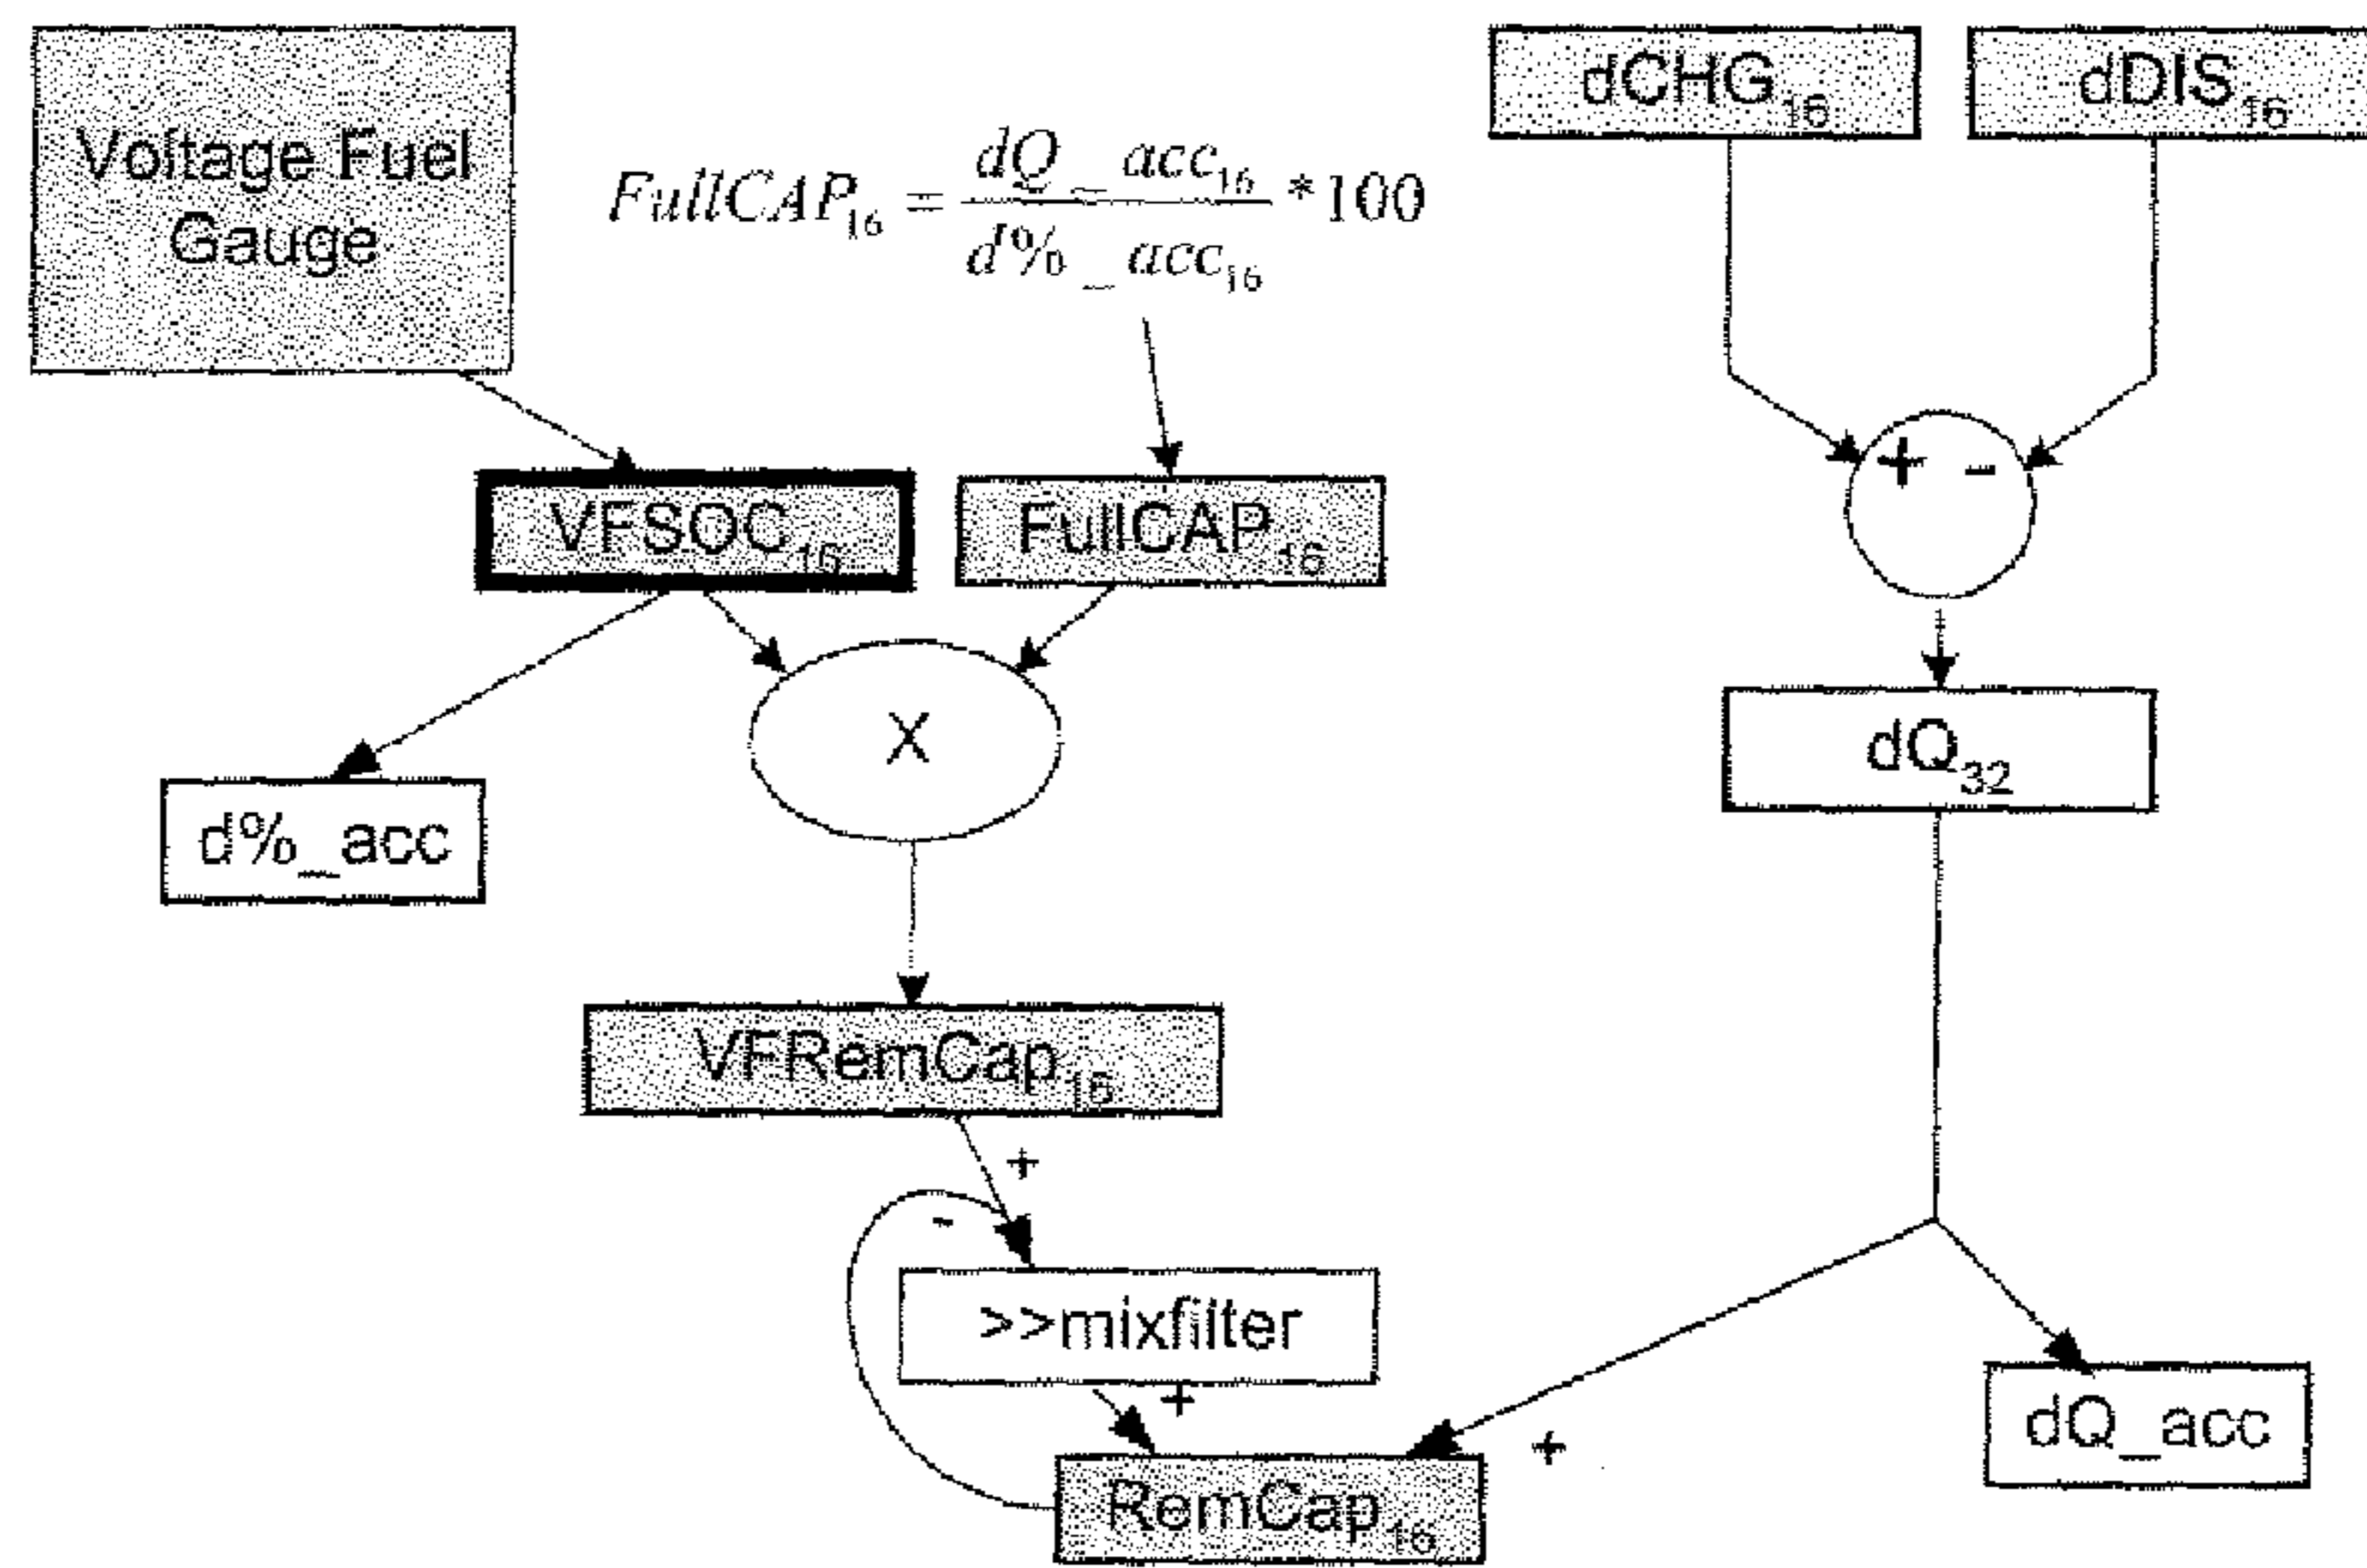 Voltage Fuel
Gauge
FullCAP₁₆ = dQ_acc₁₆ / d%_acc₁₆ *100
dCHG₁₆
dDIS₁₆
VFSOC₁₆
FullCAP₁₆
+ -
X
dQ₃₂
d%_acc
VFRemCap₁₆
+
-
>>mixfilter
+
+
dQ_acc
RemCap₁₆